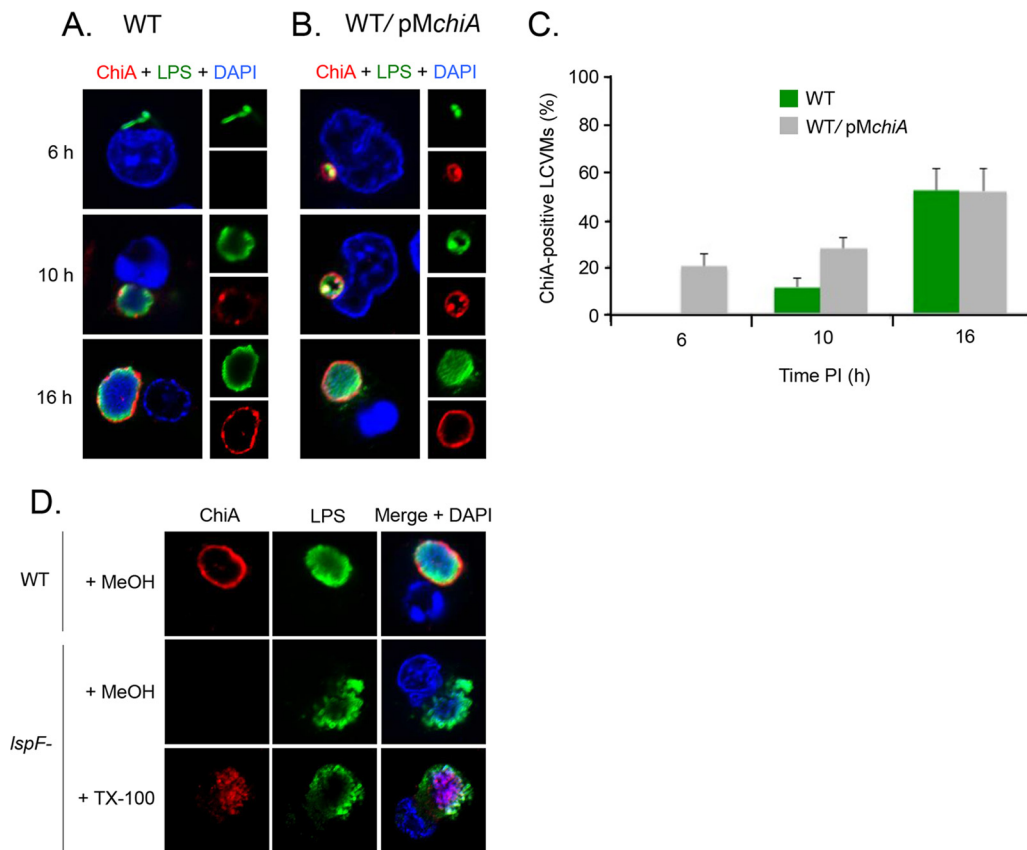 A. WT
B. WT/ pMchiA
C.
ChiA + LPS + DAPI
ChiA + LPS + DAPI
6 h
10 h
16 h
ChiA-positive LCVMs (%)
100
80
60
40
20
0
WT
WT/ pMchiA
6 10 16
Time PI (h)
D.
ChiA LPS Merge + DAPI
WT
+ MeOH
+ MeOH
lspF-
+ TX-100